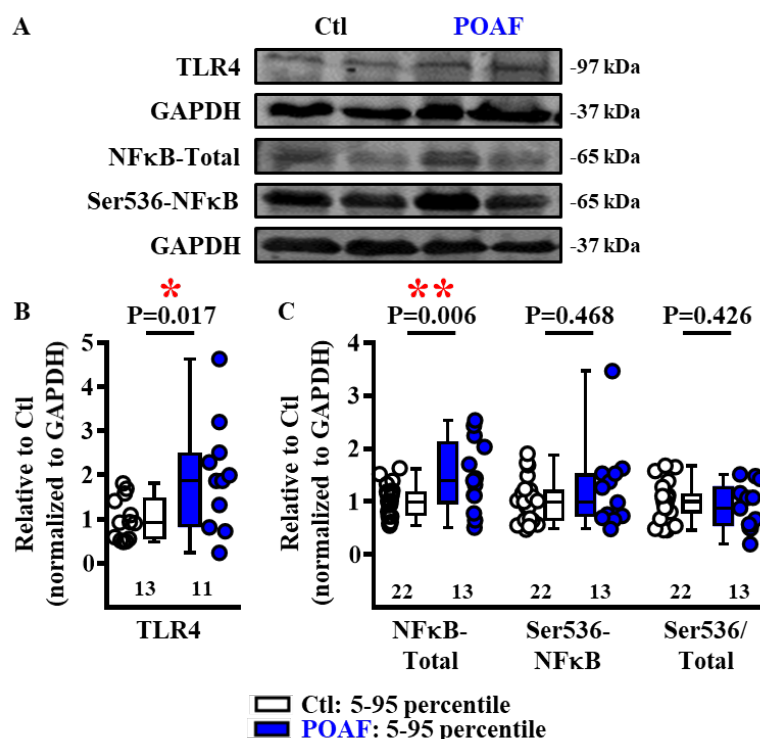 A Ctl POAF
TLR4 -97 kDa
GAPDH -37 kDa
NFκB-Total -65 kDa
Ser536-NFκB -65 kDa
GAPDH -37 kDa
B * C **
P=0.017 P=0.006 P=0.468 P=0.426
Relative to Ctl
(normalized to GAPDH)
5
4
3
2
1
0
13 11
TLR4
Relative to Ctl
(normalized to GAPDH)
4
3
2
1
0
22 13 22 13 22 13
NFκB-
Total
Ser536-
NFκB
Ser536/
Total
Ctl: 5-95 percentile
POAF: 5-95 percentile